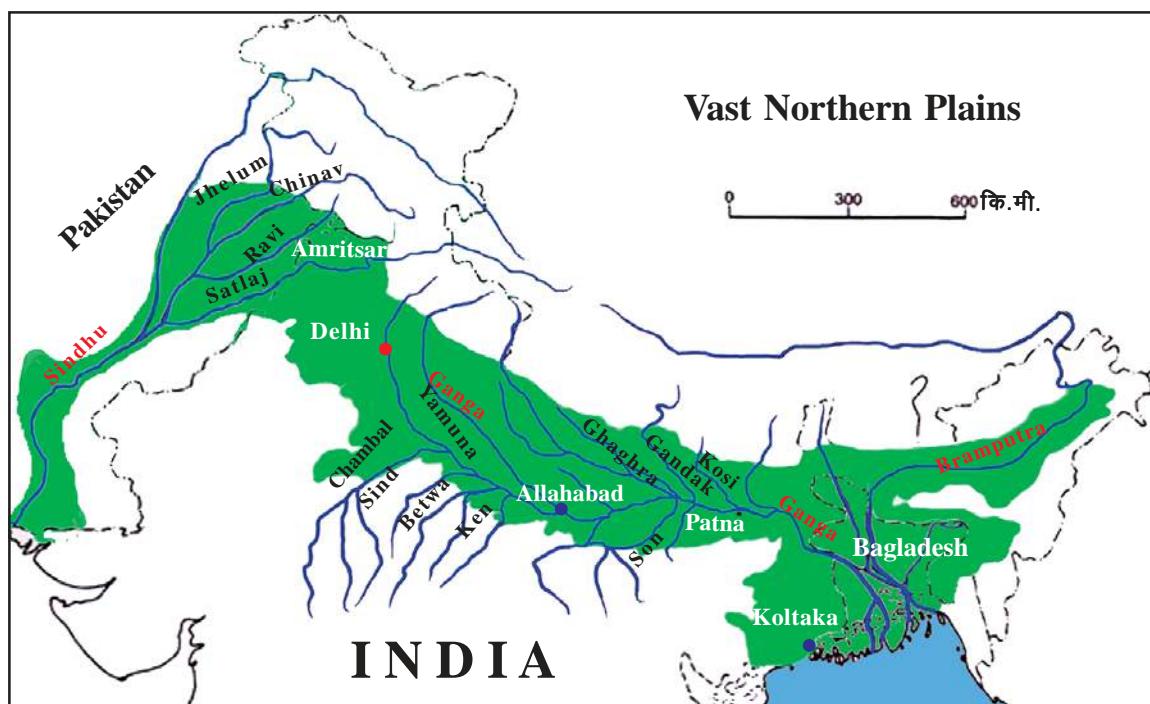 Vast Northern Plains
0 300 600 कि.मी.
Pakistan
Jhelum
Chinav
Ravi
Amritsar
Satlaj
Sindhu
Delhi
Ganga
Yamuna
Chambal
Sind
Betwa
Ken
Allahabad
Ghaghra
Gandak
Kosi
Patna
Son
Ganga
Bramputra
Bagladesh
Koltaka
INDIA